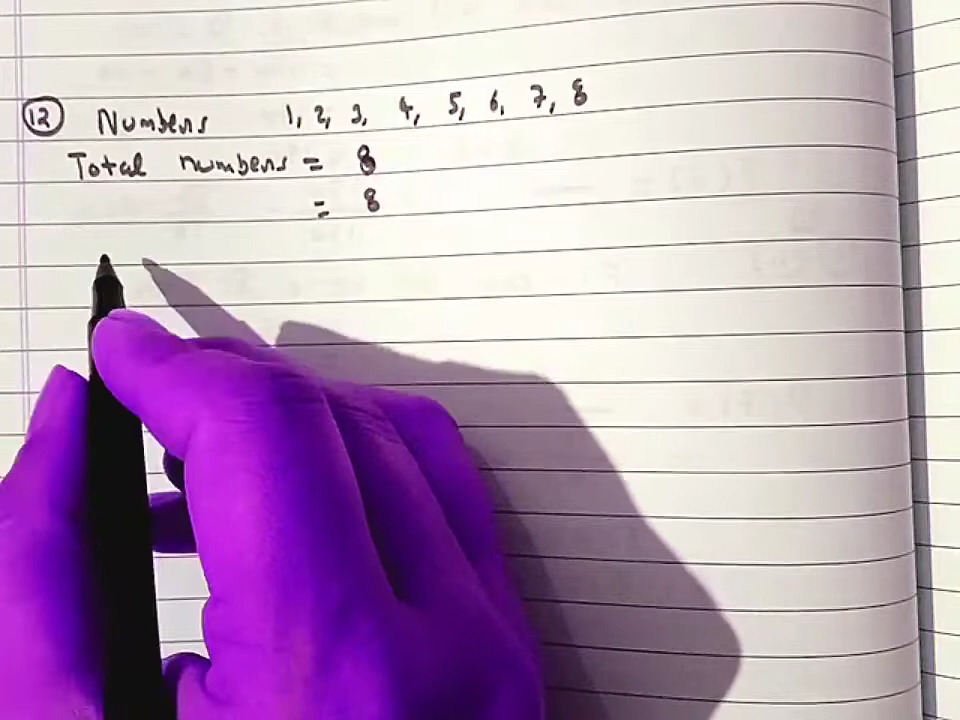 12 Numbers 1, 2, 3, 4, 5, 6, 7, 8
Total numbers = 8
= 8